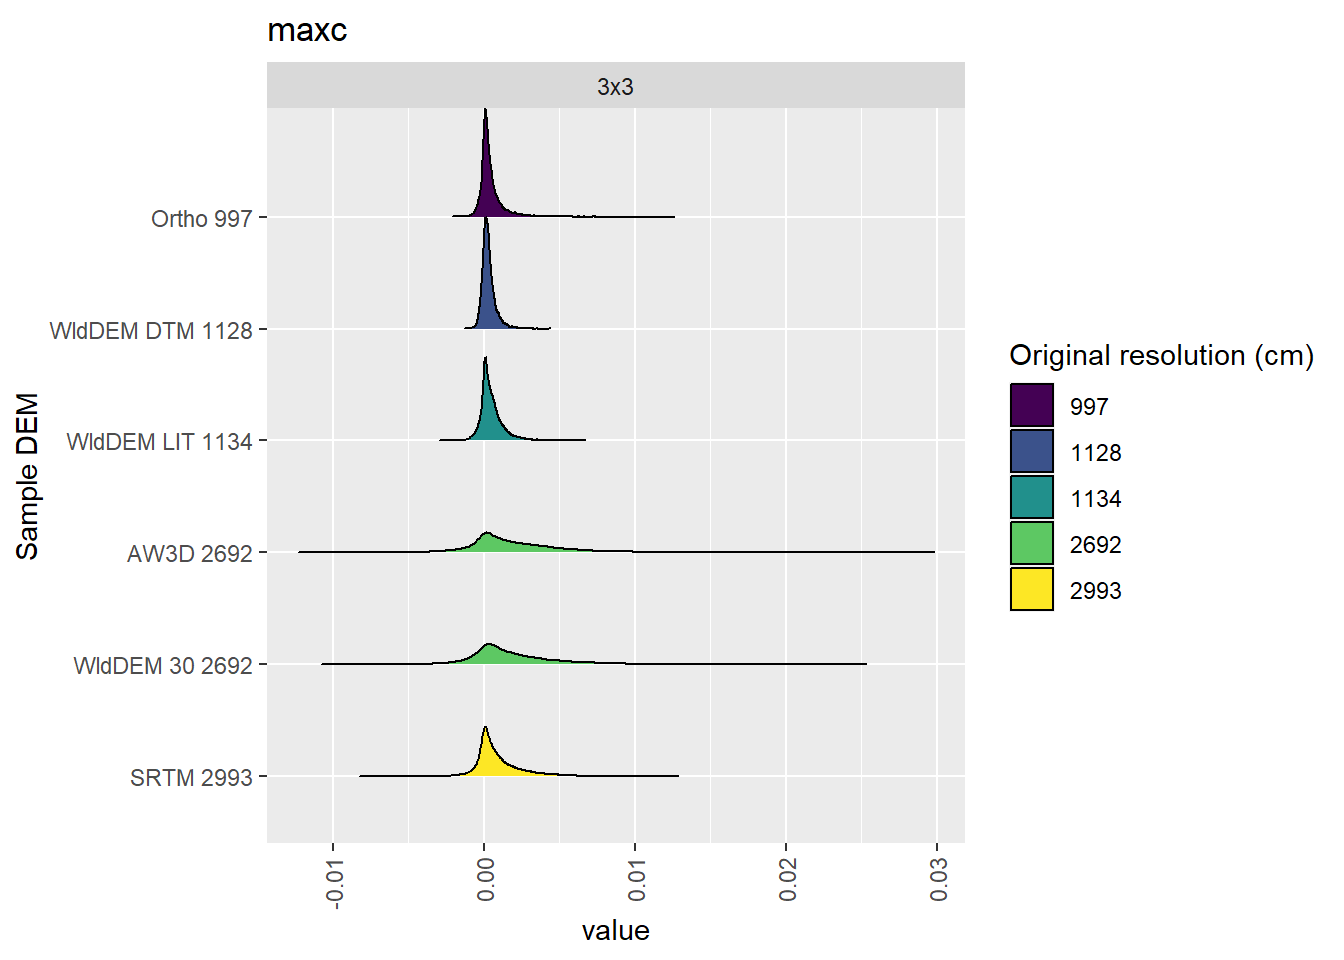 maxc
3x3
Sample DEM
Ortho 997
WldDEM DTM 1128
WldDEM LIT 1134
AW3D 2692
WldDEM 30 2692
SRTM 2993
-0.01
0.00
0.01
0.02
0.03
value
Original resolution (cm)
997
1128
1134
2692
2993